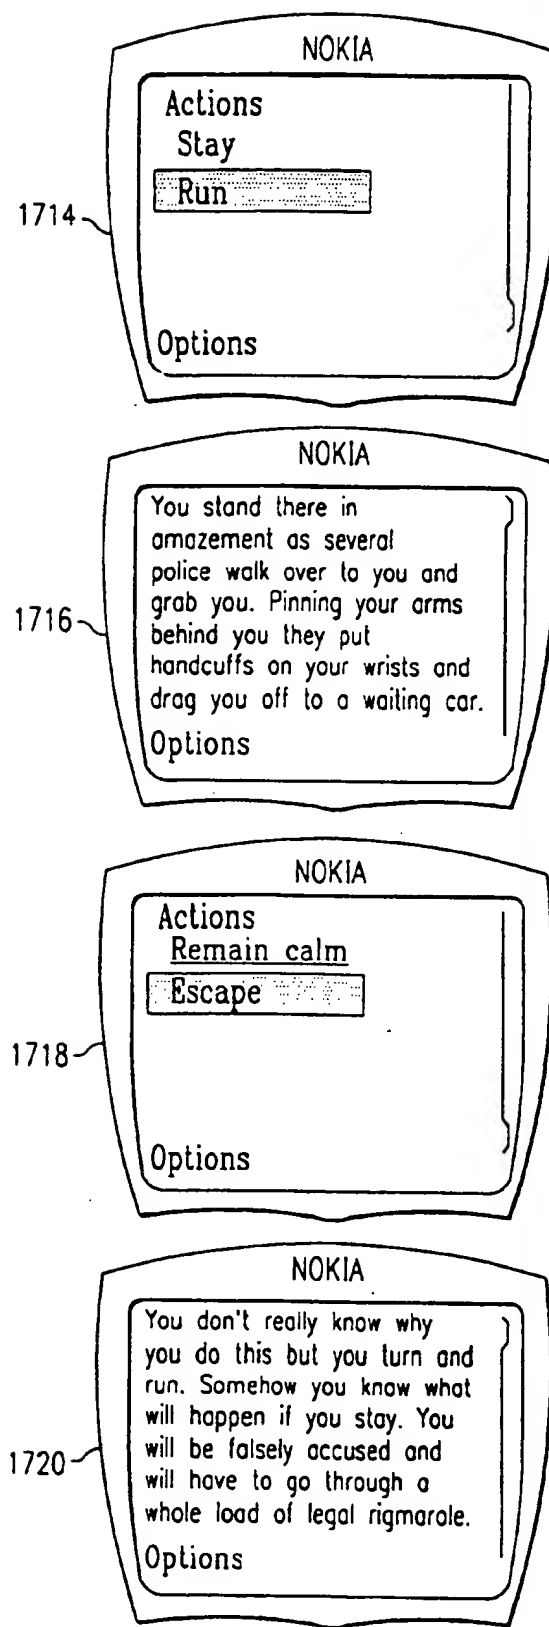 NOKIA
Actions
Stay
Run
1714
Options
NOKIA
You stand there in
amazement as several
police walk over to you and
grab you. Pinning your arms
1716
behind you they put
handcuffs on your wrists and
drag you off to a waiting car.
Options
NOKIA
Actions
Remain calm
Escape
1718
Options
NOKIA
You don't really know why
you do this but you turn and
run. Somehow you know what
will happen if you stay. You
will be falsely accused and
1720
will have to go through a
whole load of legal rigmarole.
Options